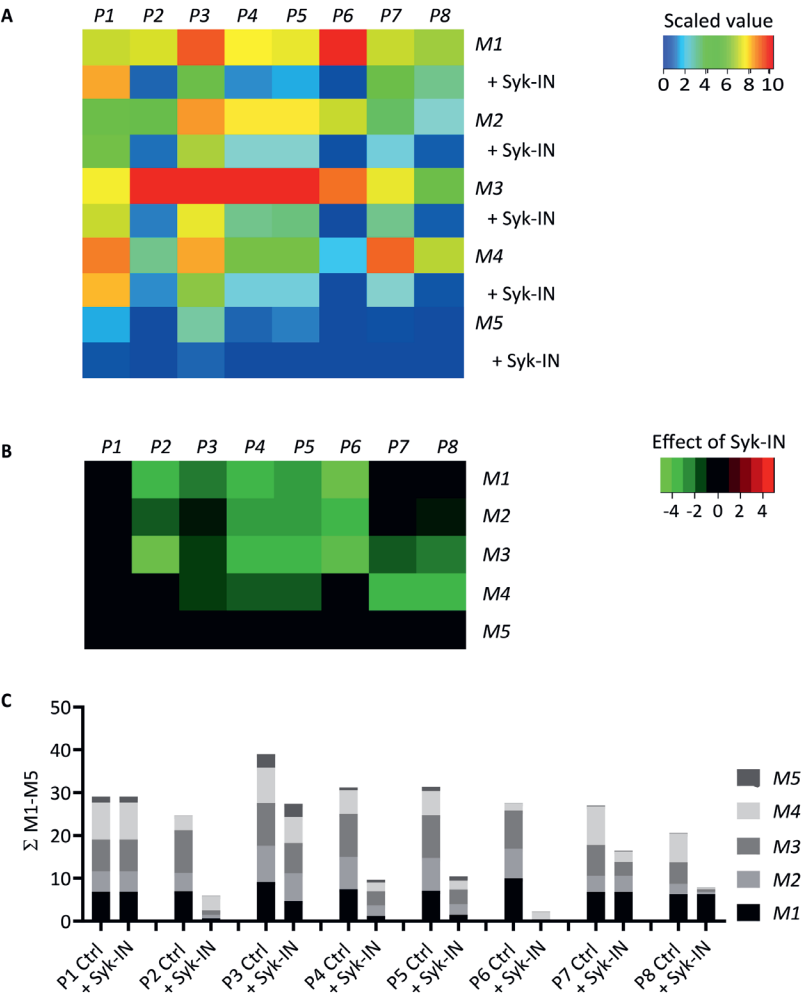 A
P1 P2 P3 P4 P5 P6 P7 P8
Scaled value
0 2 4 6 8 10
M1
+ Syk-IN
M2
+ Syk-IN
M3
+ Syk-IN
M4
+ Syk-IN
M5
+ Syk-IN
B
P1 P2 P3 P4 P5 P6 P7 P8
Effect of Syk-IN
-4 -2 0 2 4
M1
M2
M3
M4
M5
C
Σ M1-M5
50
40
30
20
10
0
P1 Ctrl
+ Syk-IN
P2 Ctrl
+ Syk-IN
P3 Ctrl
+ Syk-IN
P4 Ctrl
+ Syk-IN
P5 Ctrl
+ Syk-IN
P6 Ctrl
+ Syk-IN
P7 Ctrl
+ Syk-IN
P8 Ctrl
+ Syk-IN
M5
M4
M3
M2
M1